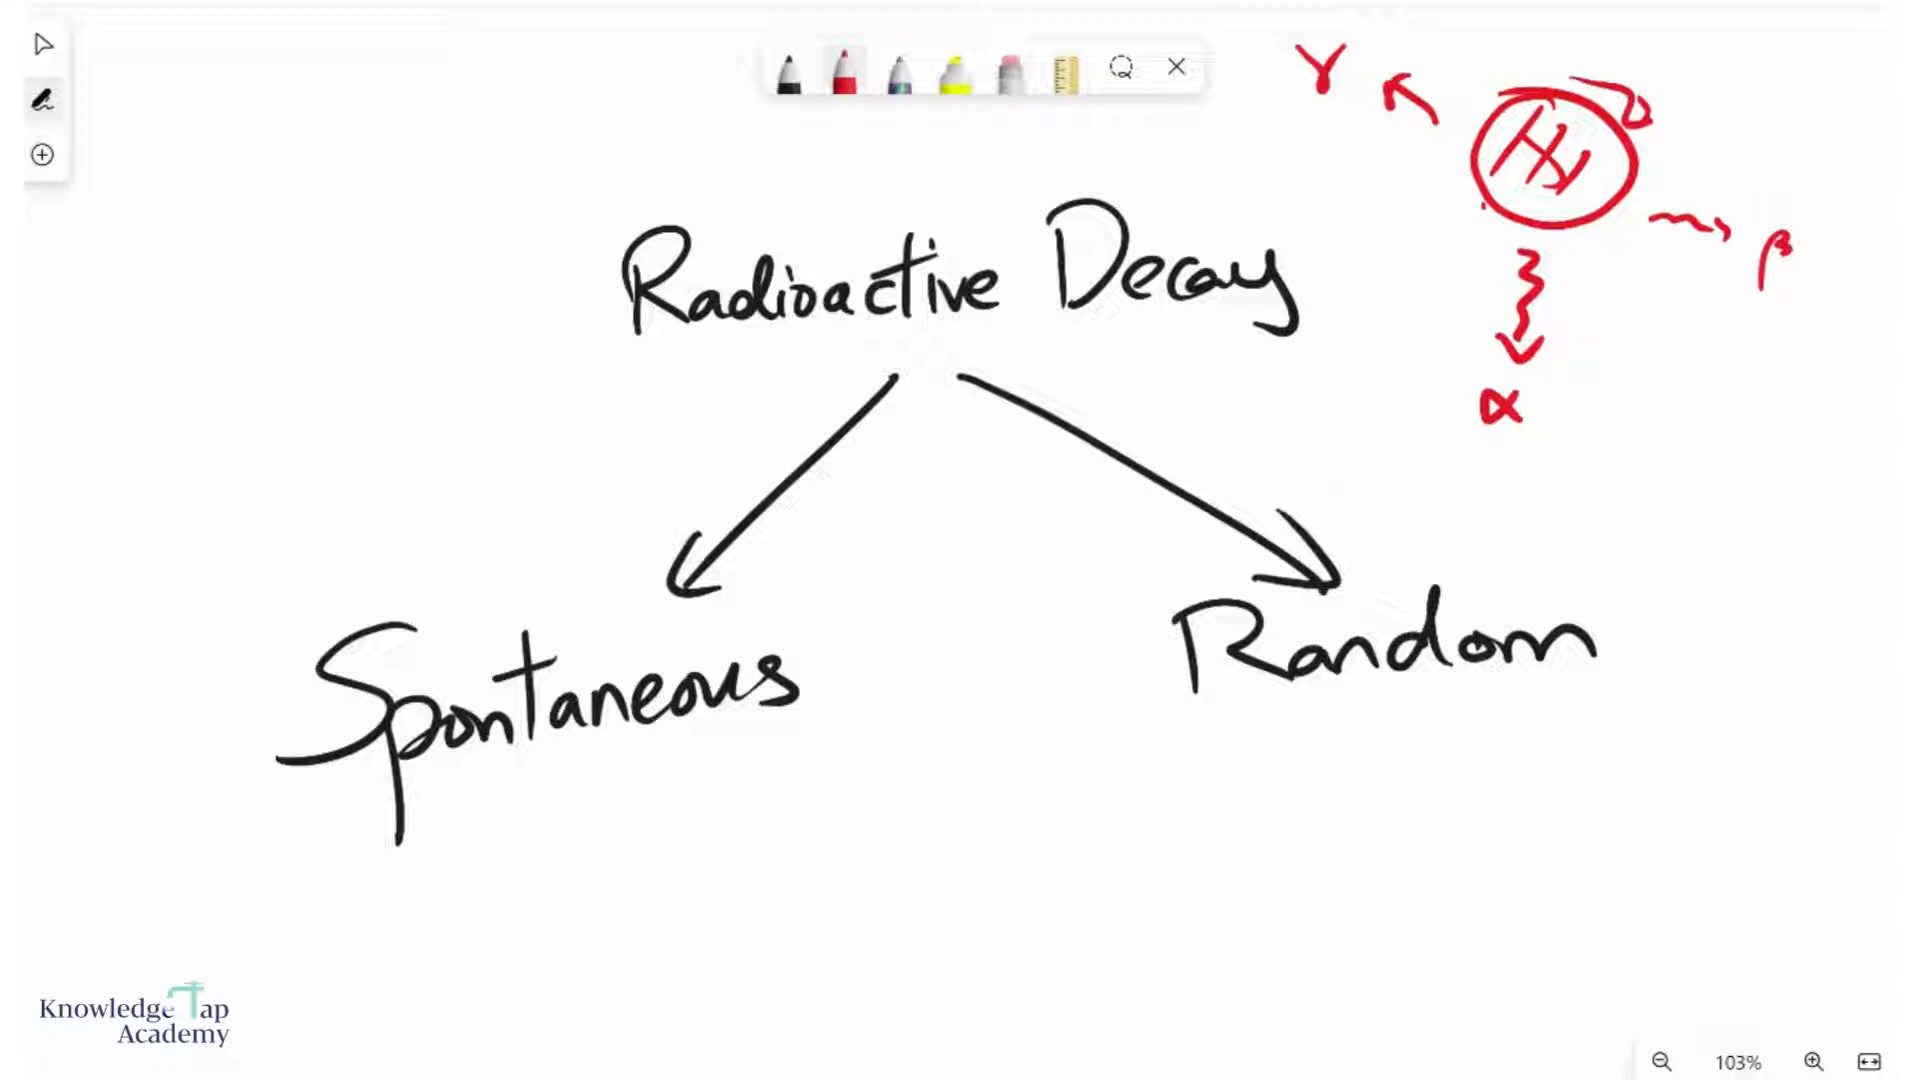 γ
β
α
Radioactive Decay
Spontaneous
Random
Knowledge Tap
Academy
103%